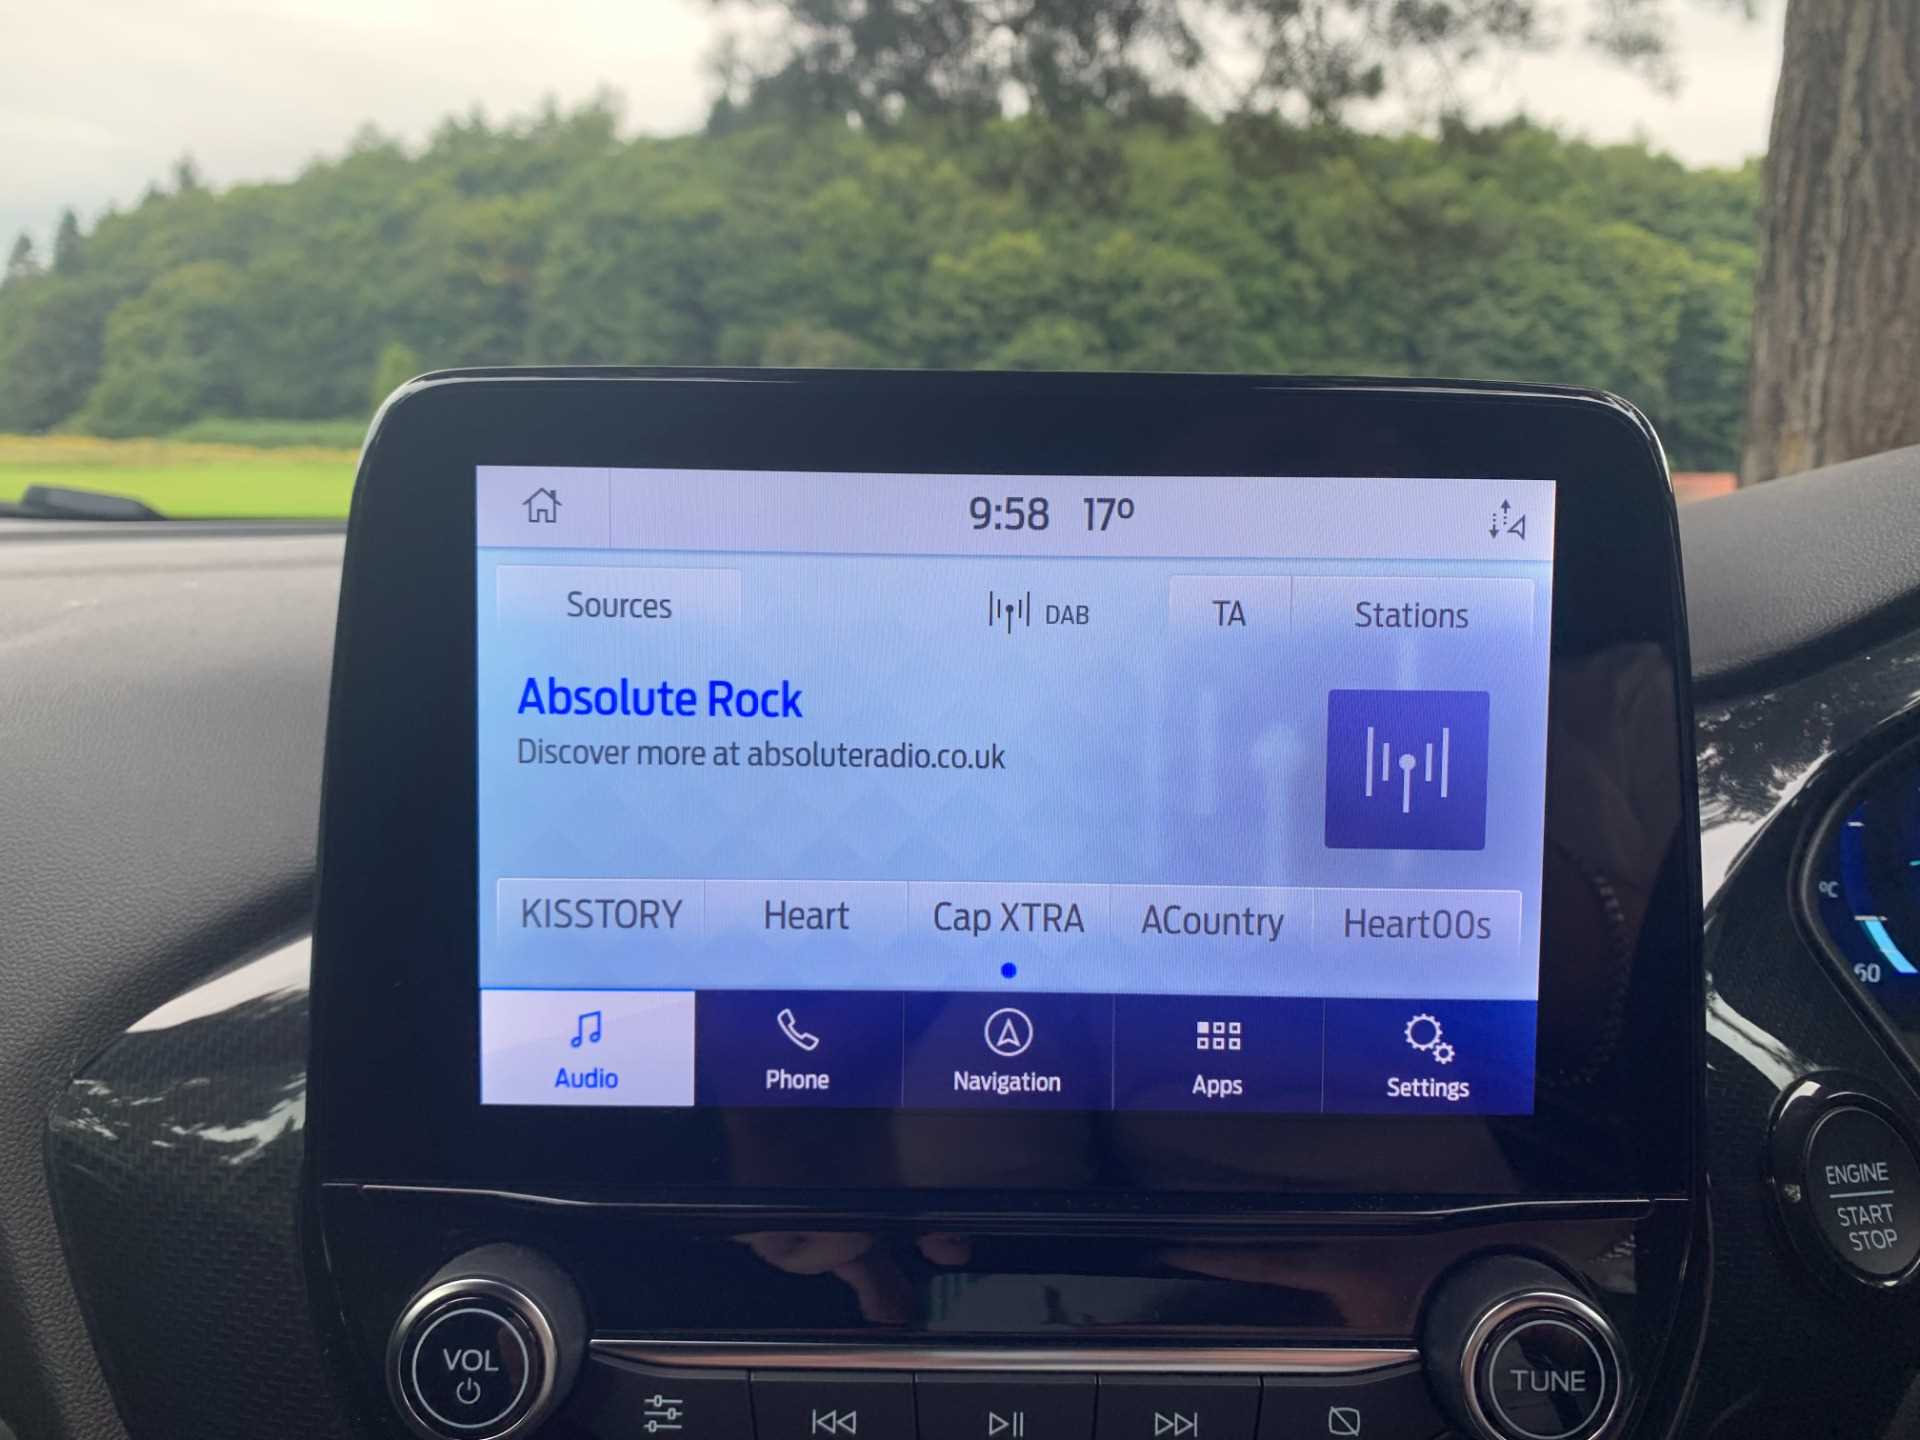 9:58 17º
Sources DAB TA Stations
Absolute Rock
Discover more at absoluteradio.co.uk
KISSTORY Heart Cap XTRA ACountry Heart00s
Audio Phone Navigation Apps Settings
°C
60
ENGINE
START
STOP
VOL
TUNE